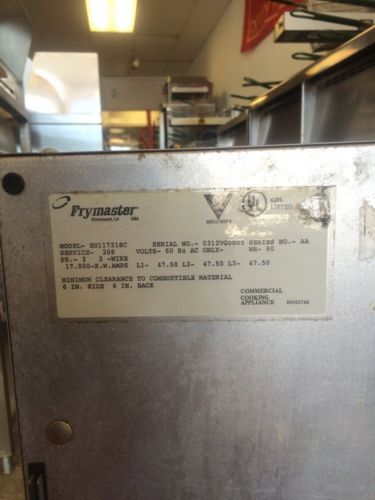 Frymaster
Shreveport, LA USA
LISTED
MODEL- EH1172ISC SERIAL NO.- 0312VG0005 SERIES NO.- AA
SERVICE- 208 VOLTS- 60 Hz AC ONLY- WB- 90
PH.- 3 3 -WIRE
17.000-K.W.AMPS L1- 47.50 L2- 47.50 L3- 47.50
MINIMUM CLEARANCE TO COMBUSTIBLE MATERIAL
6 IN. SIDE 6 IN. BACK
COMMERCIAL
COOKING
APPLIANCE